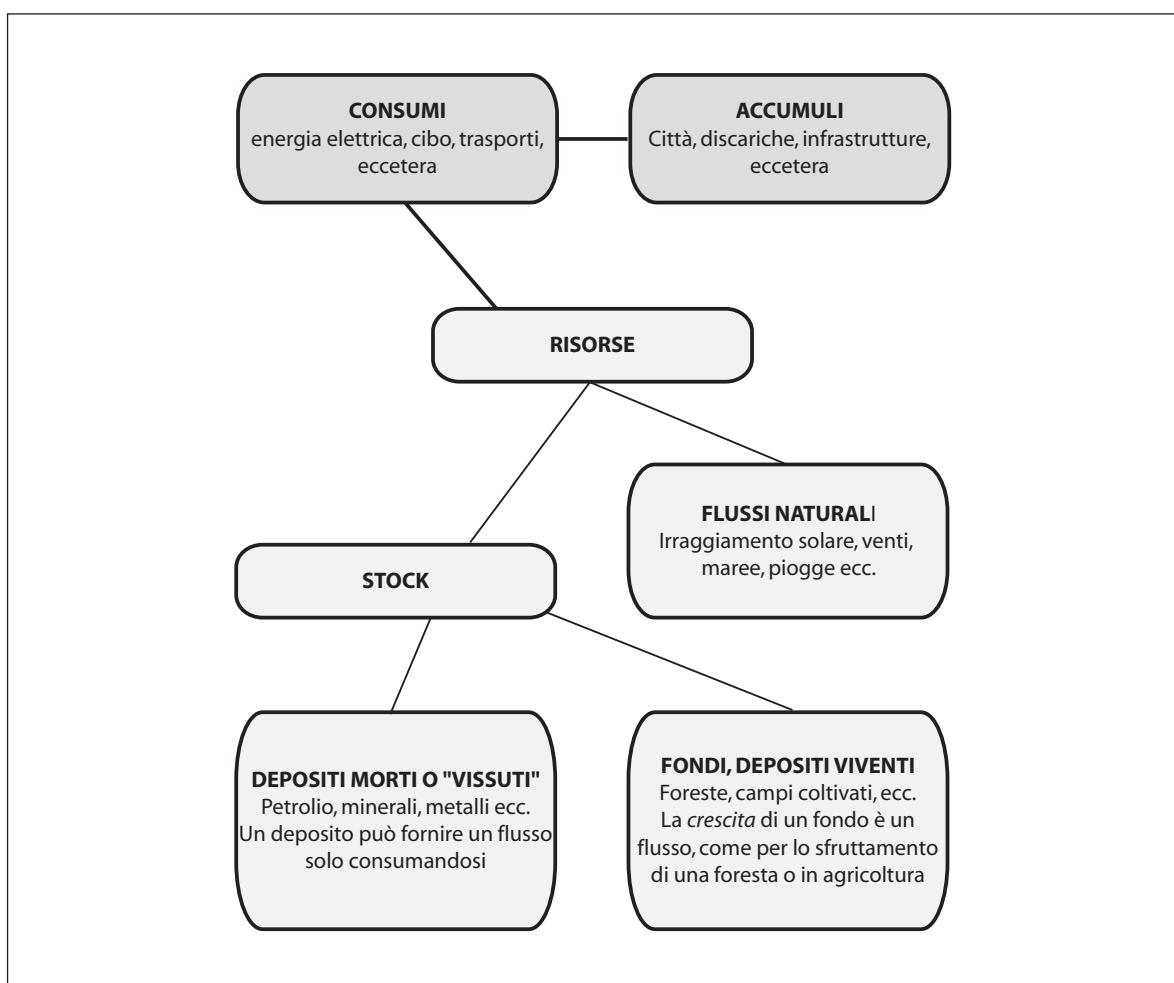 CONSUMI
energia elettrica, cibo, trasporti,
eccetera
ACCUMULI
Città, discariche, infrastrutture,
eccetera
RISORSE
FLUSSI NATURALI
Irraggiamento solare, venti,
maree, piogge ecc.
STOCK
DEPOSITI MORTI O "VISSUTI"
Petrolio, minerali, metalli ecc.
Un deposito può fornire un flusso
solo consumandosi
FONDI, DEPOSITI VIVENTI
Foreste, campi coltivati, ecc.
La crescita di un fondo è un
flusso, come per lo sfruttamento
di una foresta o in agricoltura